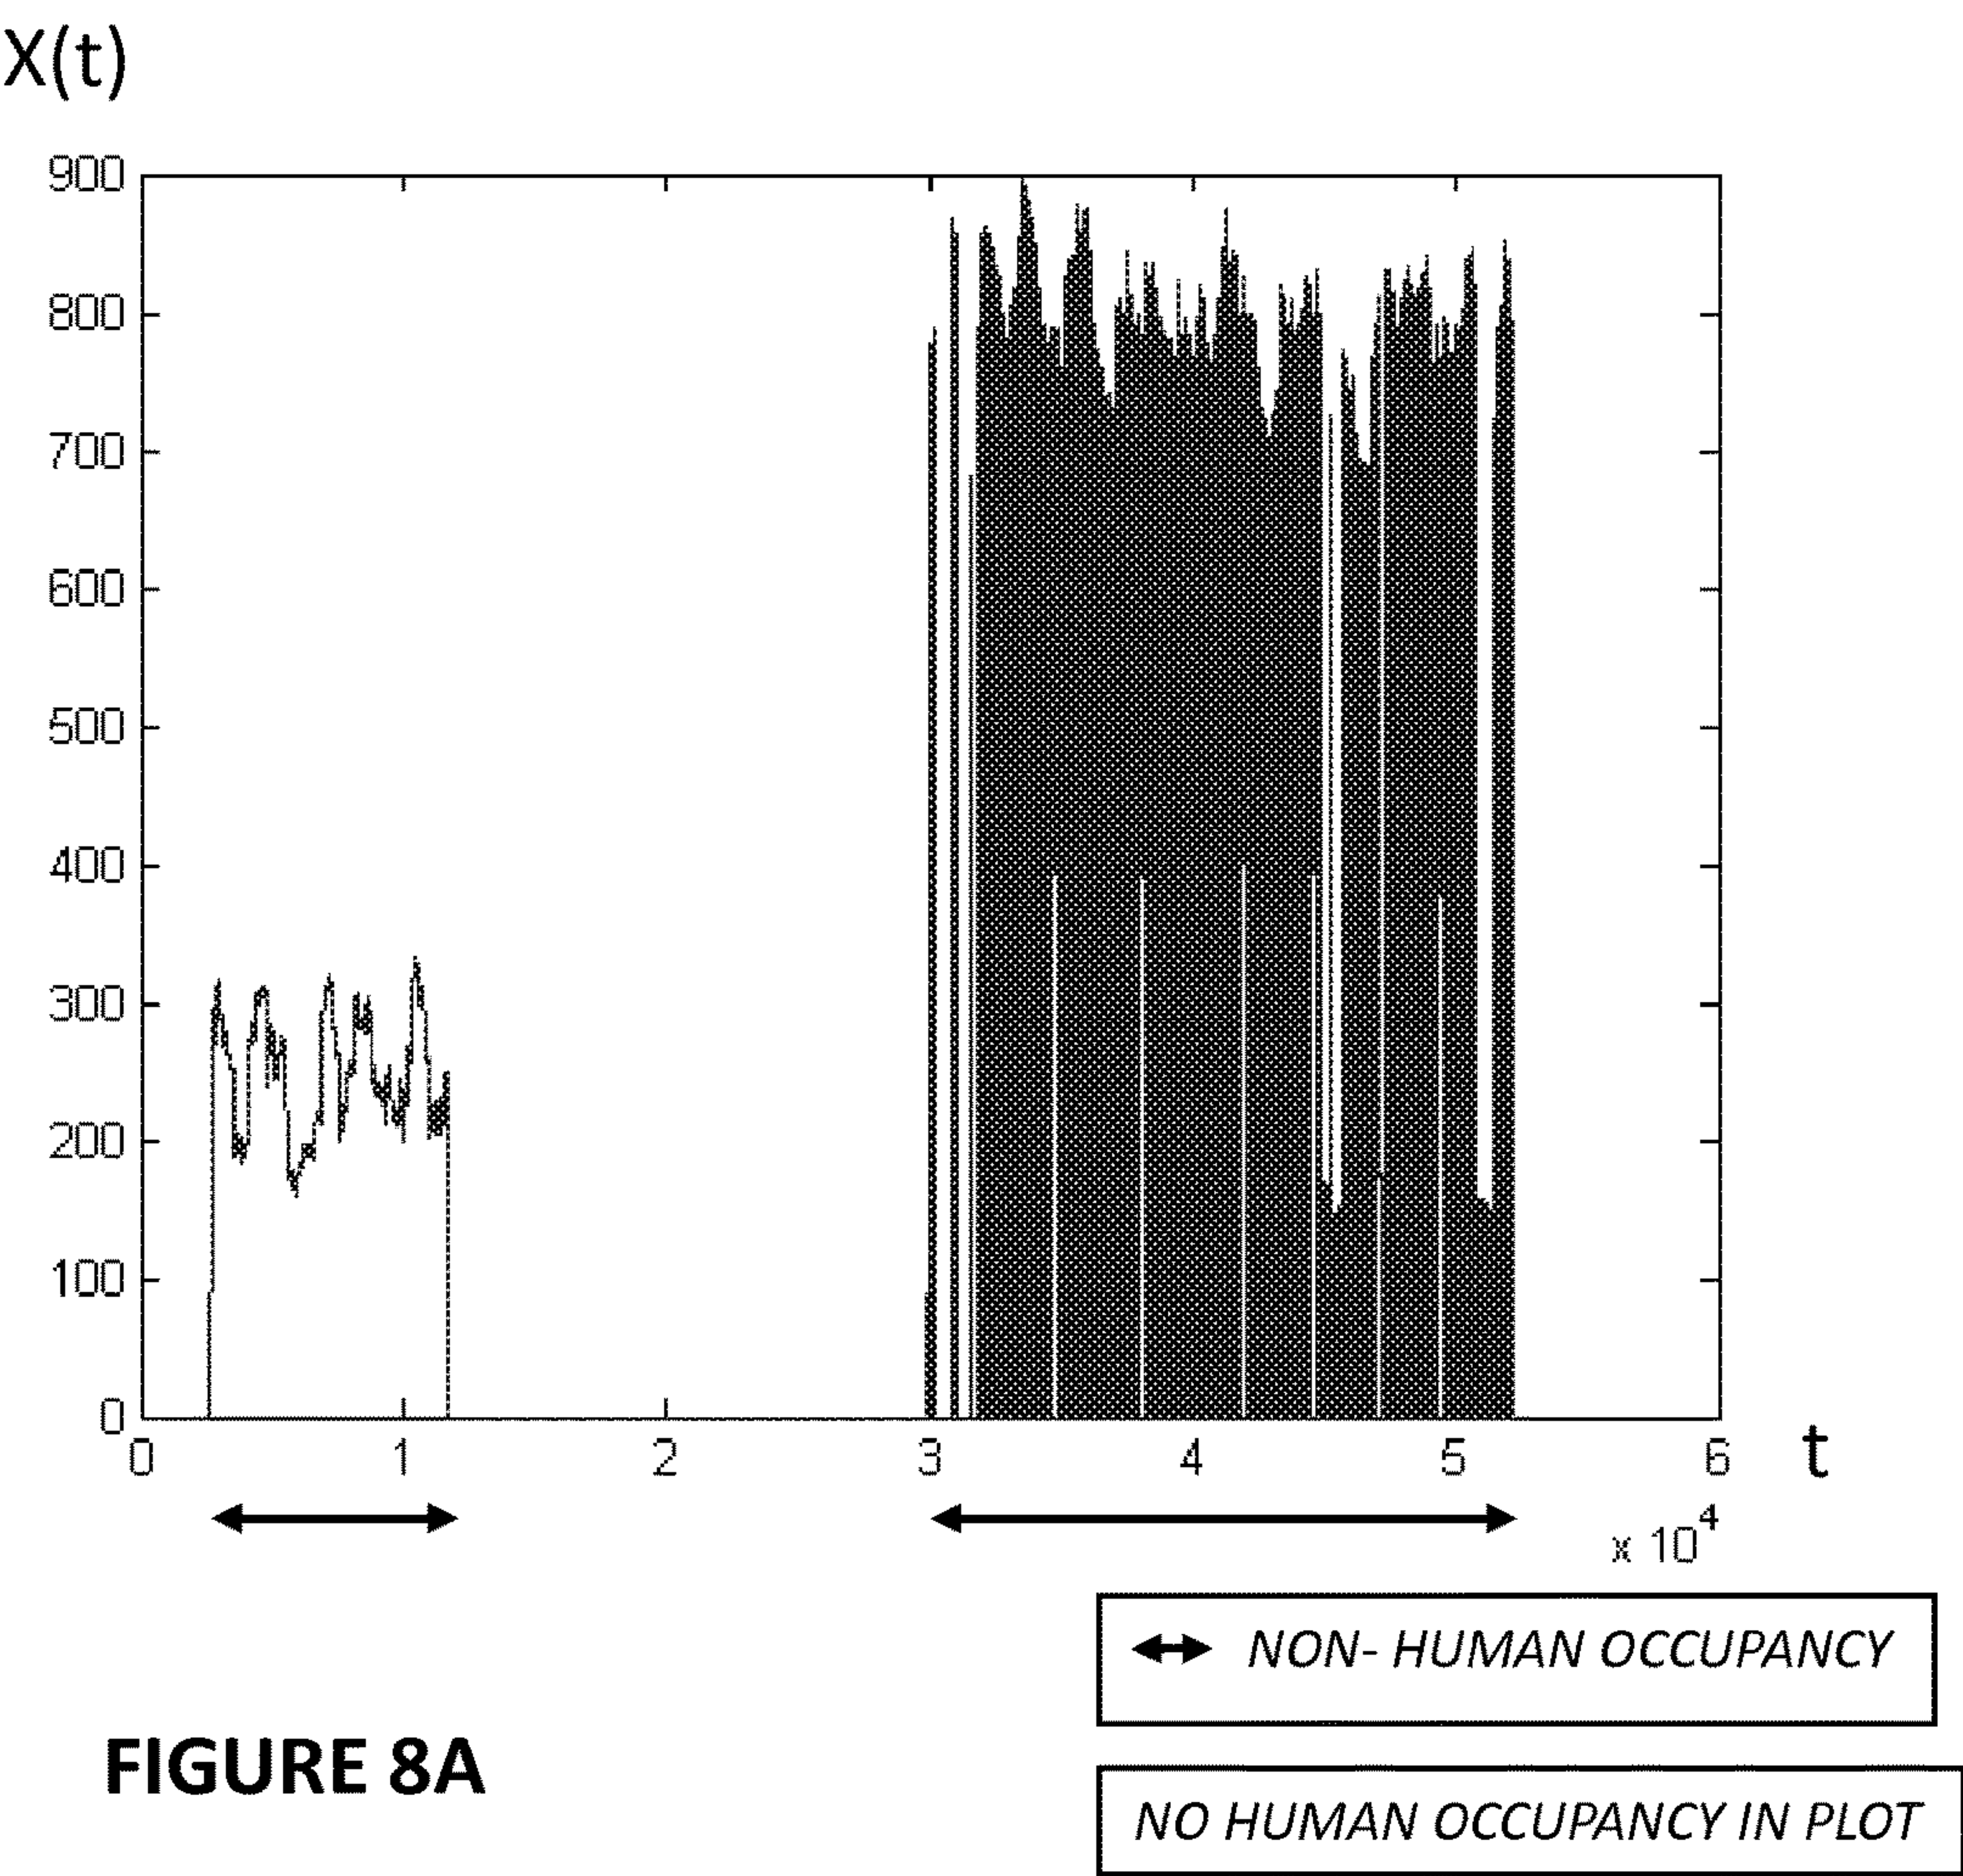 X(t)
900
800
700
600
500
400
300
200
100
0
0 1 2 3 4 5 6 t
x 10^4
NON- HUMAN OCCUPANCY
FIGURE 8A
NO HUMAN OCCUPANCY IN PLOT